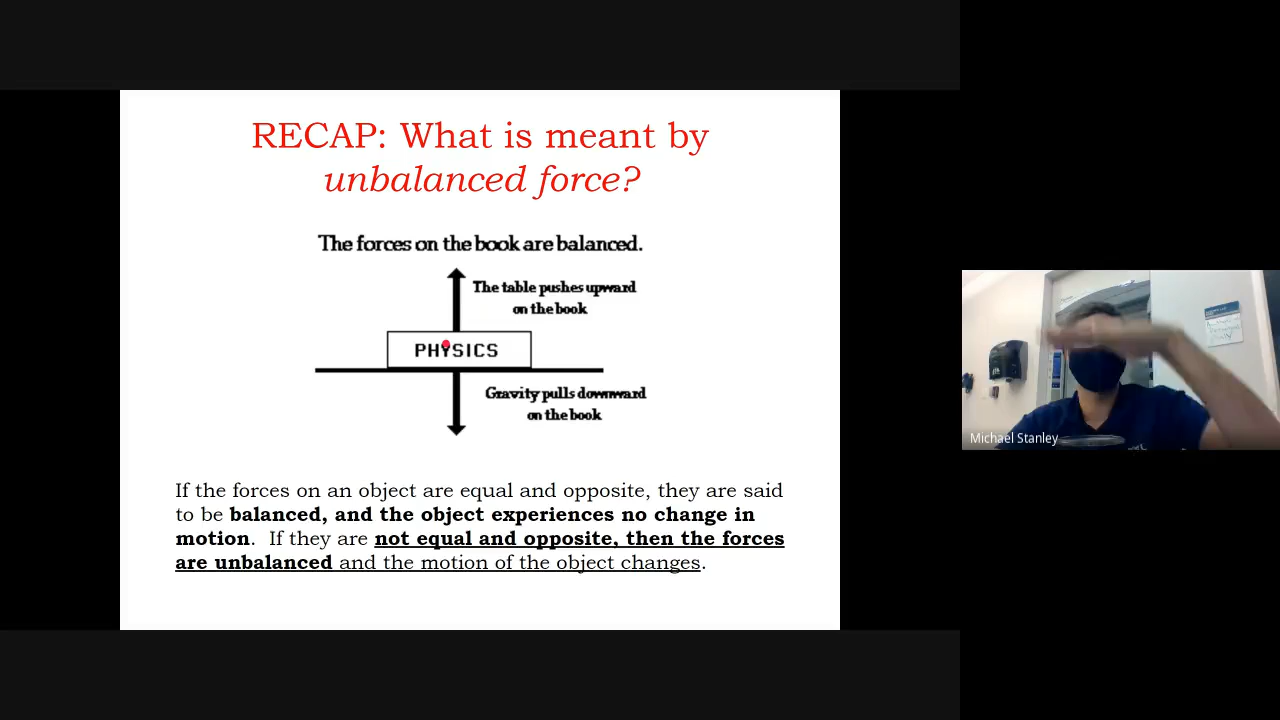 RECAP: What is meant by
unbalanced force?
The forces on the book are balanced.
The table pushes upward
on the book
PHYSICS
Gravity pulls downward
on the book
If the forces on an object are equal and opposite, they are said
to be balanced, and the object experiences no change in
motion.  If they are not equal and opposite, then the forces
are unbalanced and the motion of the object changes.
Michael Stanley